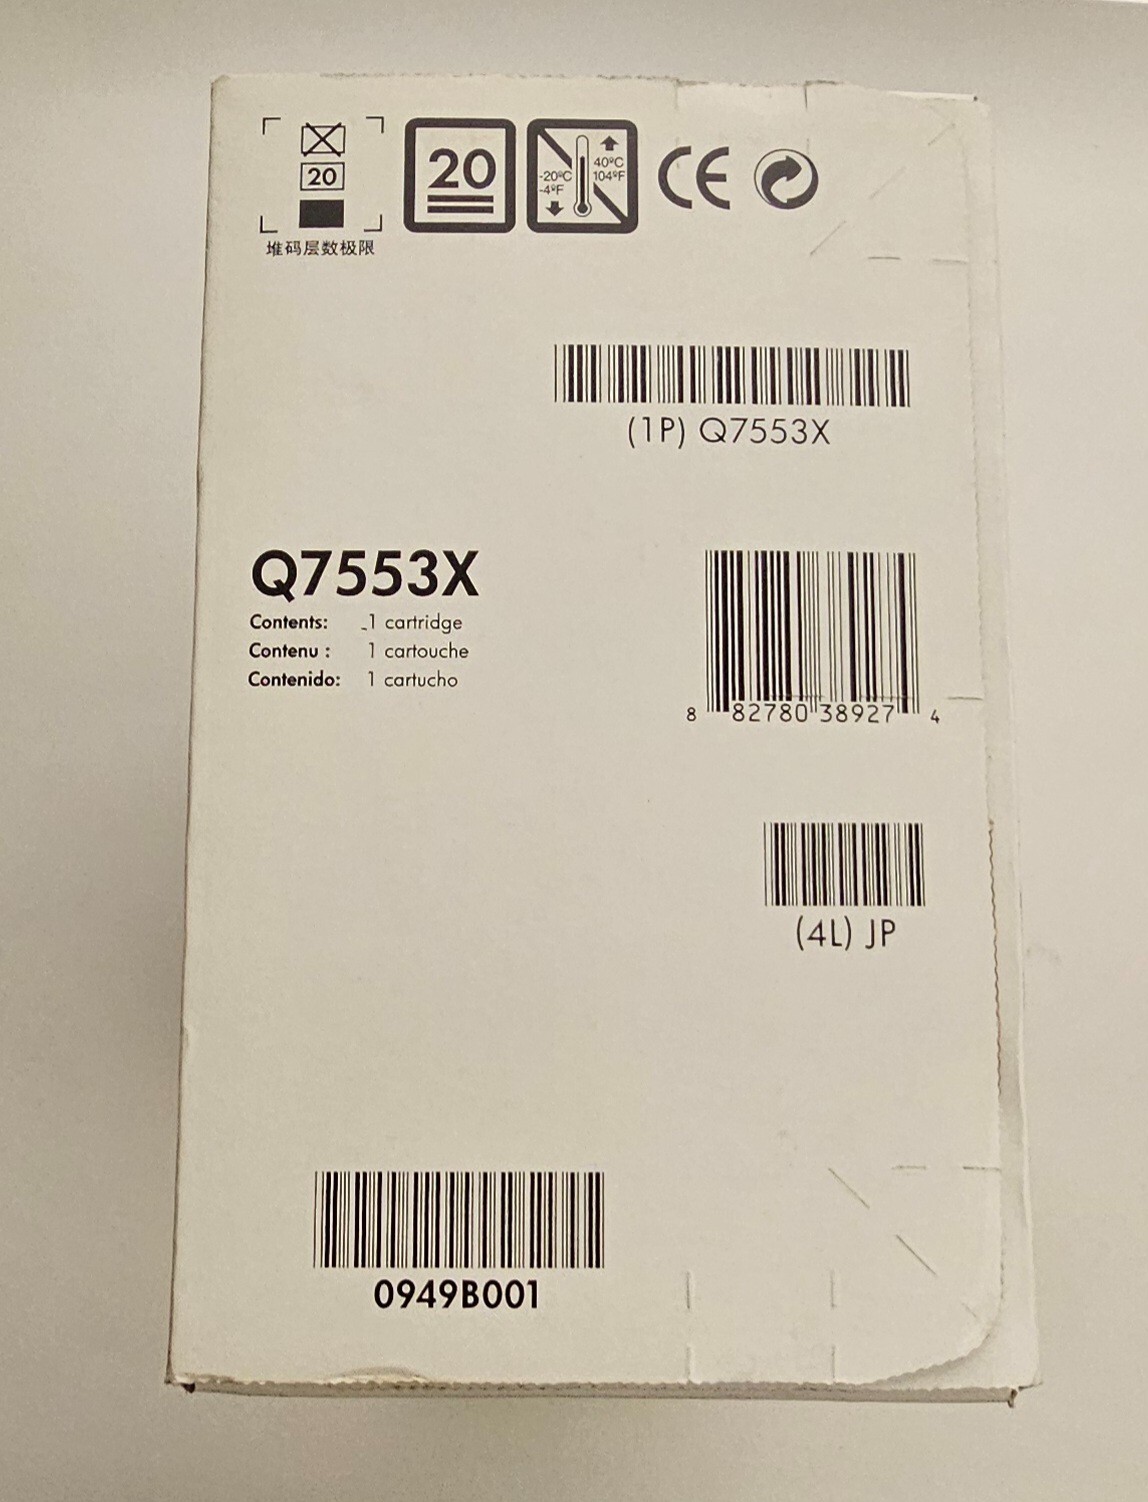 20
堆码层数极限
20
-20ºC
-4ºF
40ºC
104ºF
CE
(1P) Q7553X
Q7553X
Contents: 1 cartridge
Contenu : 1 cartouche
Contenido: 1 cartucho
8 82780 38927 4
(4L) JP
0949B001